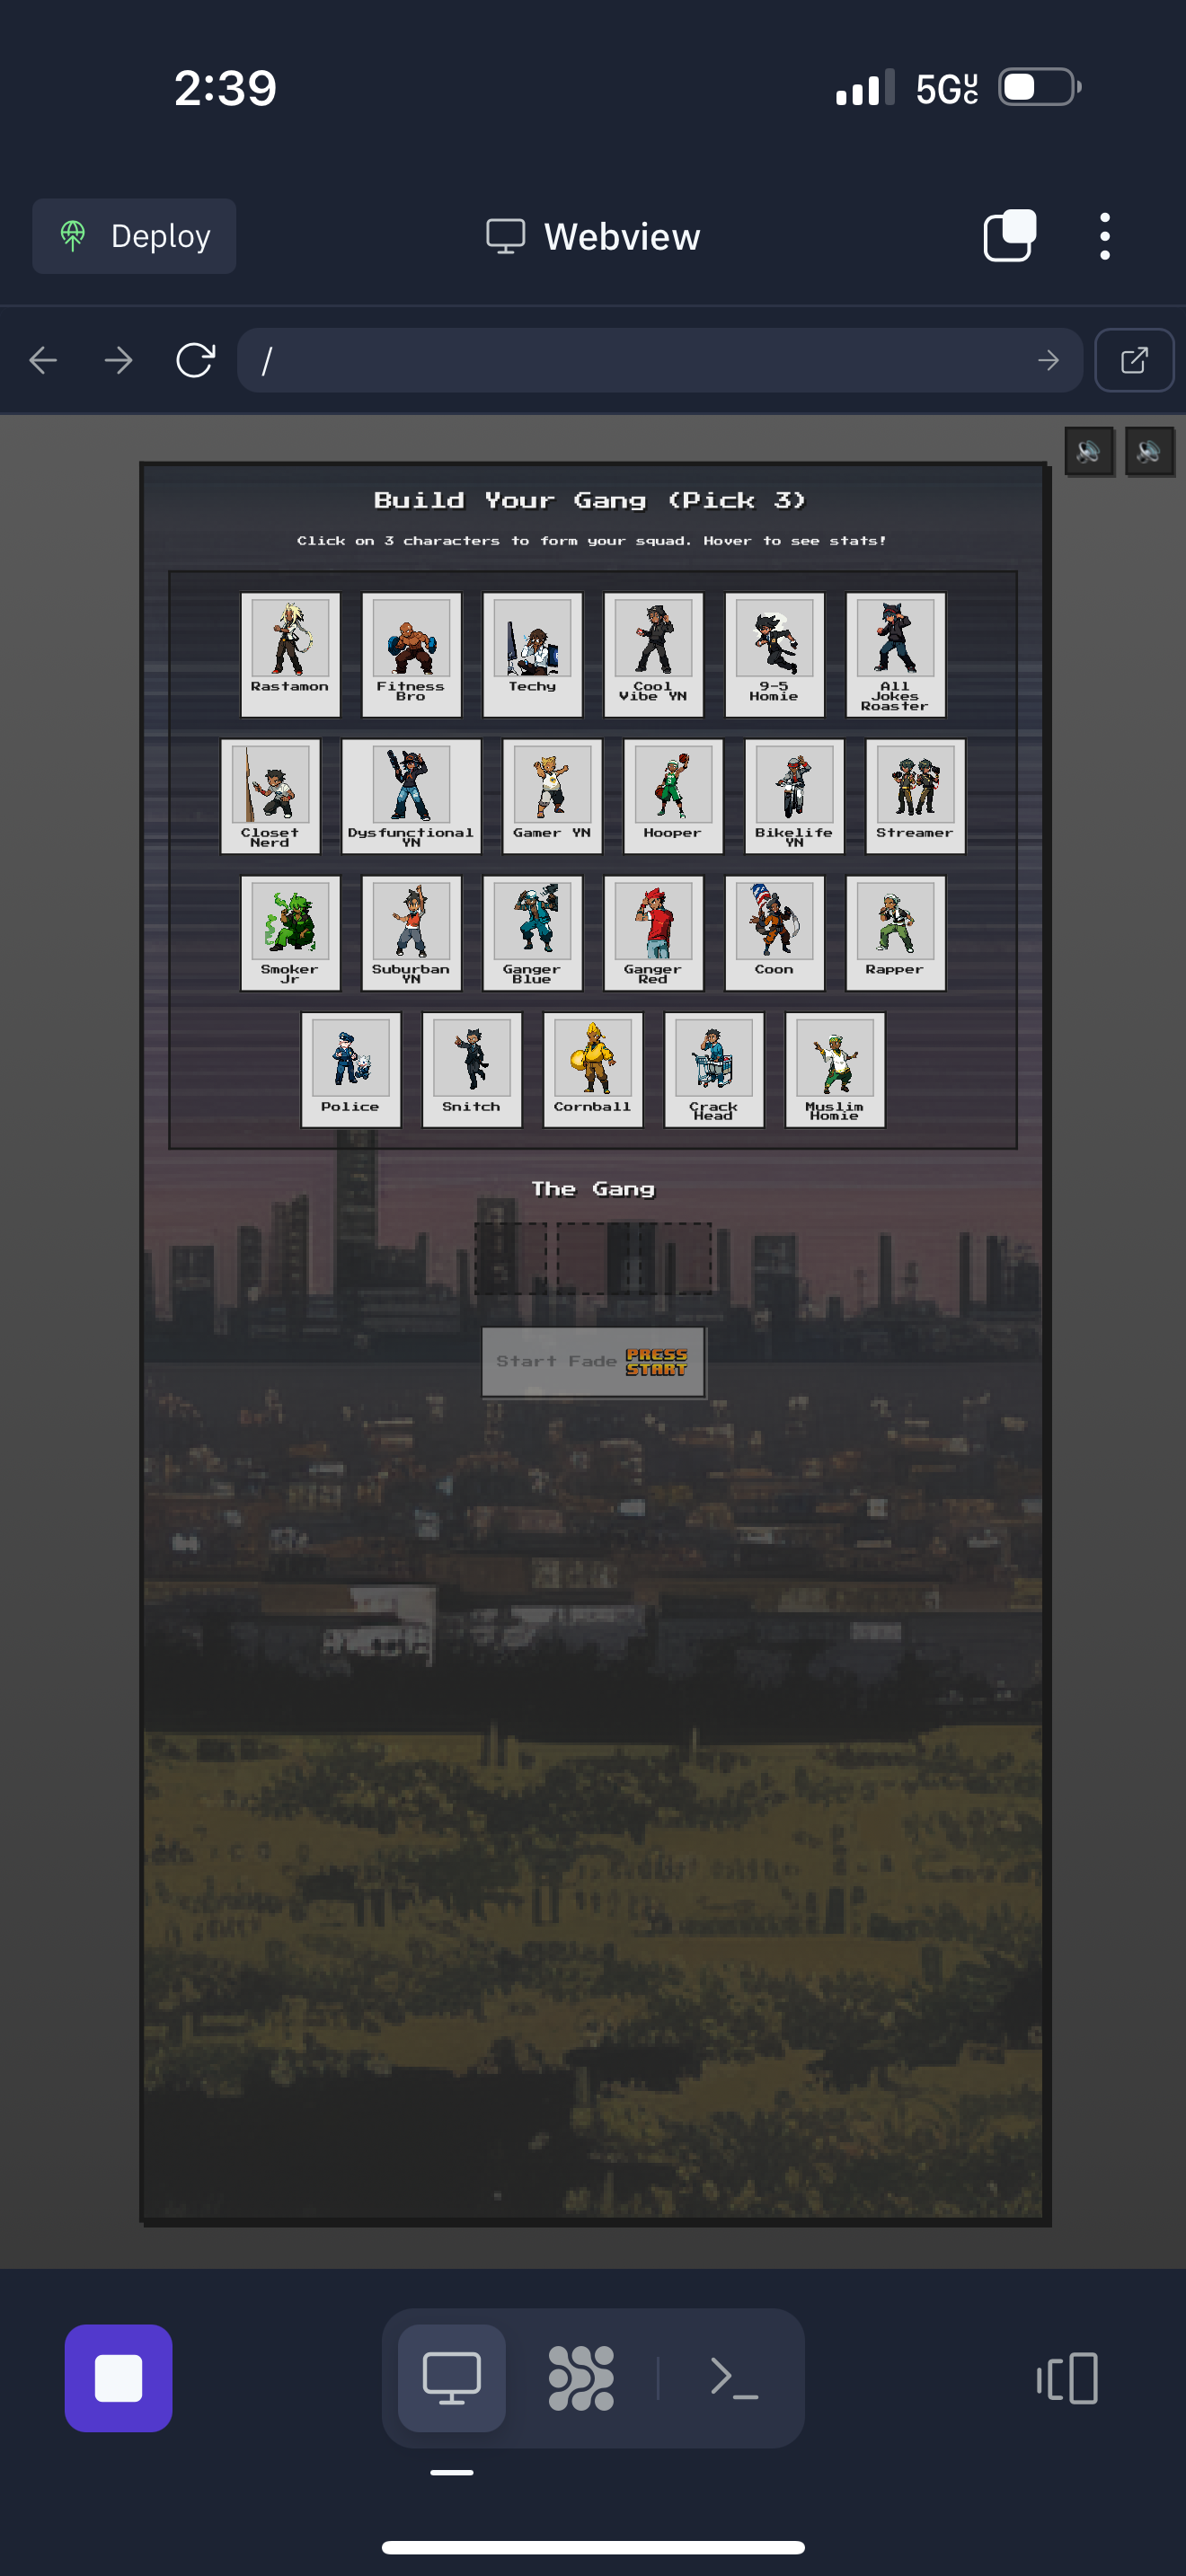 2:39
5GUC
Deploy
Webview
/
Build Your Gang (Pick 3)
Click on 3 characters to form your squad. Hover to see stats!
Rastamon
Fitness
Bro
Techy
Cool
Vibe YN
9-5
Homie
All
Jokes
Roaster
Closet
Nerd
Dysfunctional
YN
Gamer YN
Hooper
Bikelife
YN
Streamer
Smoker
Jr
Suburban
YN
Ganger
Blue
Ganger
Red
Coon
Rapper
Police
Snitch
Cornball
Crack
Head
Muslim
Homie
The Gang
Start Fade
PRESS
START